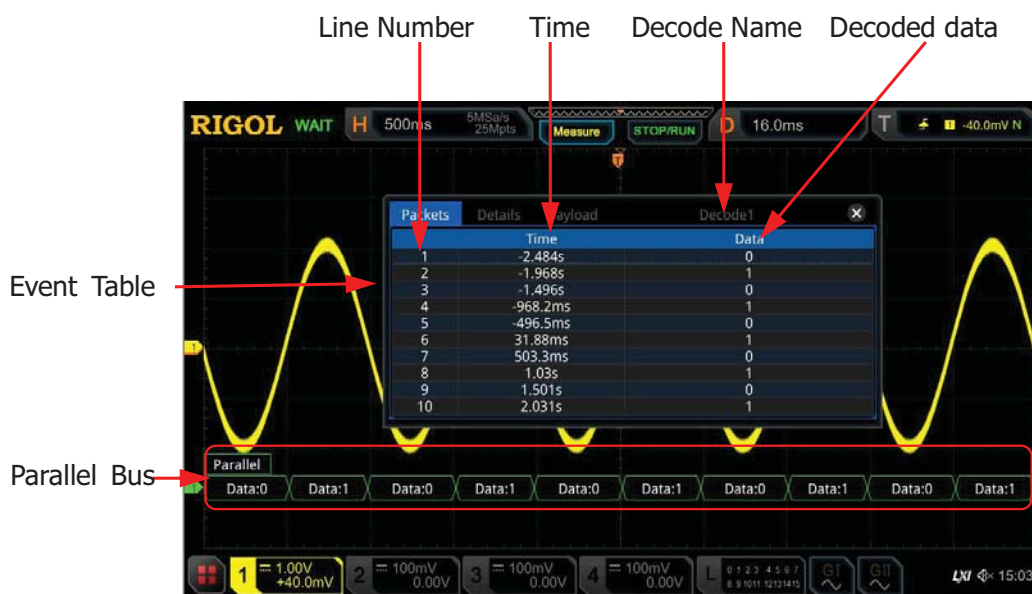 Line Number Time Decode Name Decoded data
RIGOL WAIT H 500ms 5MSa/s 25Mpts Measure STOP/RUN D 16.0ms T 1 -40.0mV N
T
Packets Details Payload Decode1
Time Data
1 -2.484s 0
2 -1.968s 1
3 -1.496s 0
4 -968.2ms 1
5 -496.5ms 0
6 31.88ms 1
7 503.3ms 0
8 1.03s 1
9 1.501s 0
10 2.031s 1
Event Table
1
Parallel Bus
Parallel
1 Data:0 Data:1 Data:0 Data:1 Data:0 Data:1 Data:0 Data:1 Data:0 Data:1
1 1.00V +40.0mV 2 100mV 0.00V 3 100mV 0.00V 4 100mV 0.00V L 0 1 2 3 4 5 6 7 8 9 10 11 12 13 14 15 GI GII LXI 15:03